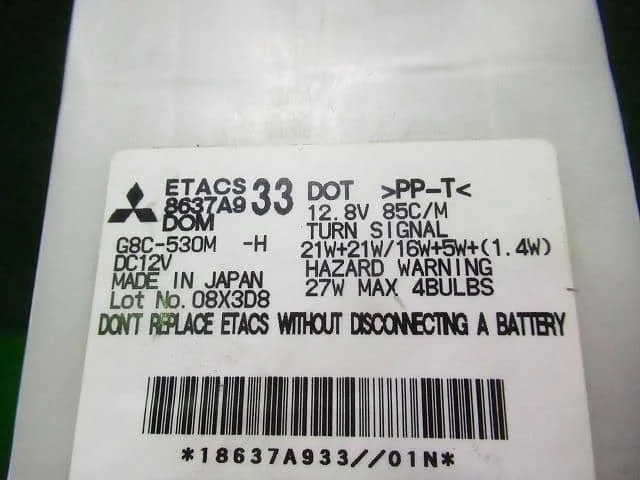 ETACS
8637A9 33
DOM
G8C-530M -H
DC12V
MADE IN JAPAN
Lot No. 08X3D8
DOT >PP-T<
12.8V 85C/M
TURN SIGNAL
21W+21W/16W+5W+(1.4W)
HAZARD WARNING
27W MAX 4BULBS
DON'T REPLACE ETACS WITHOUT DISCONNECTING A BATTERY
*18637A933//01N*